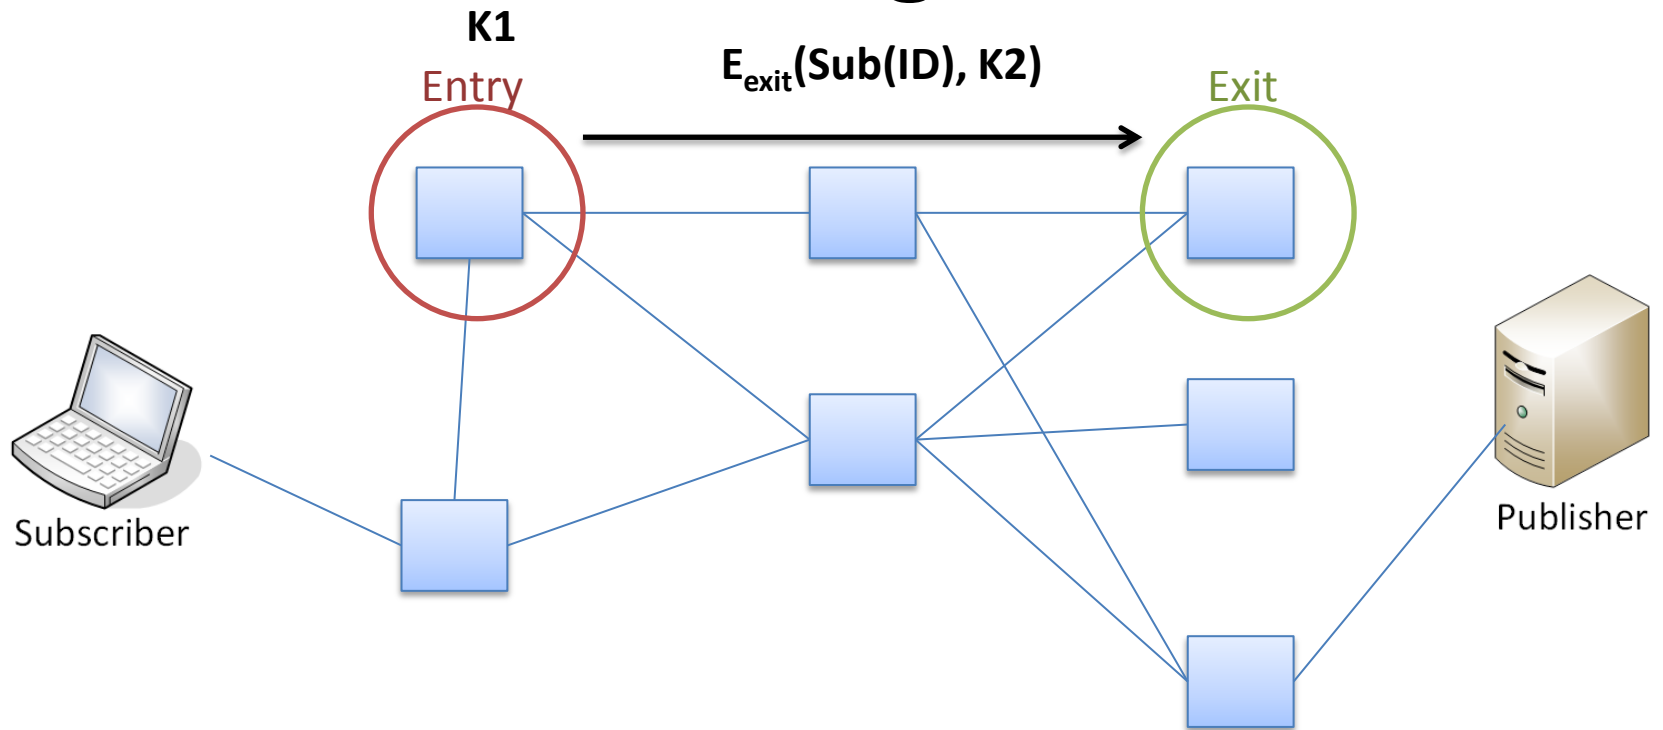 K1
E_exit(Sub(ID), K2)
Entry
Exit
Subscriber
Publisher